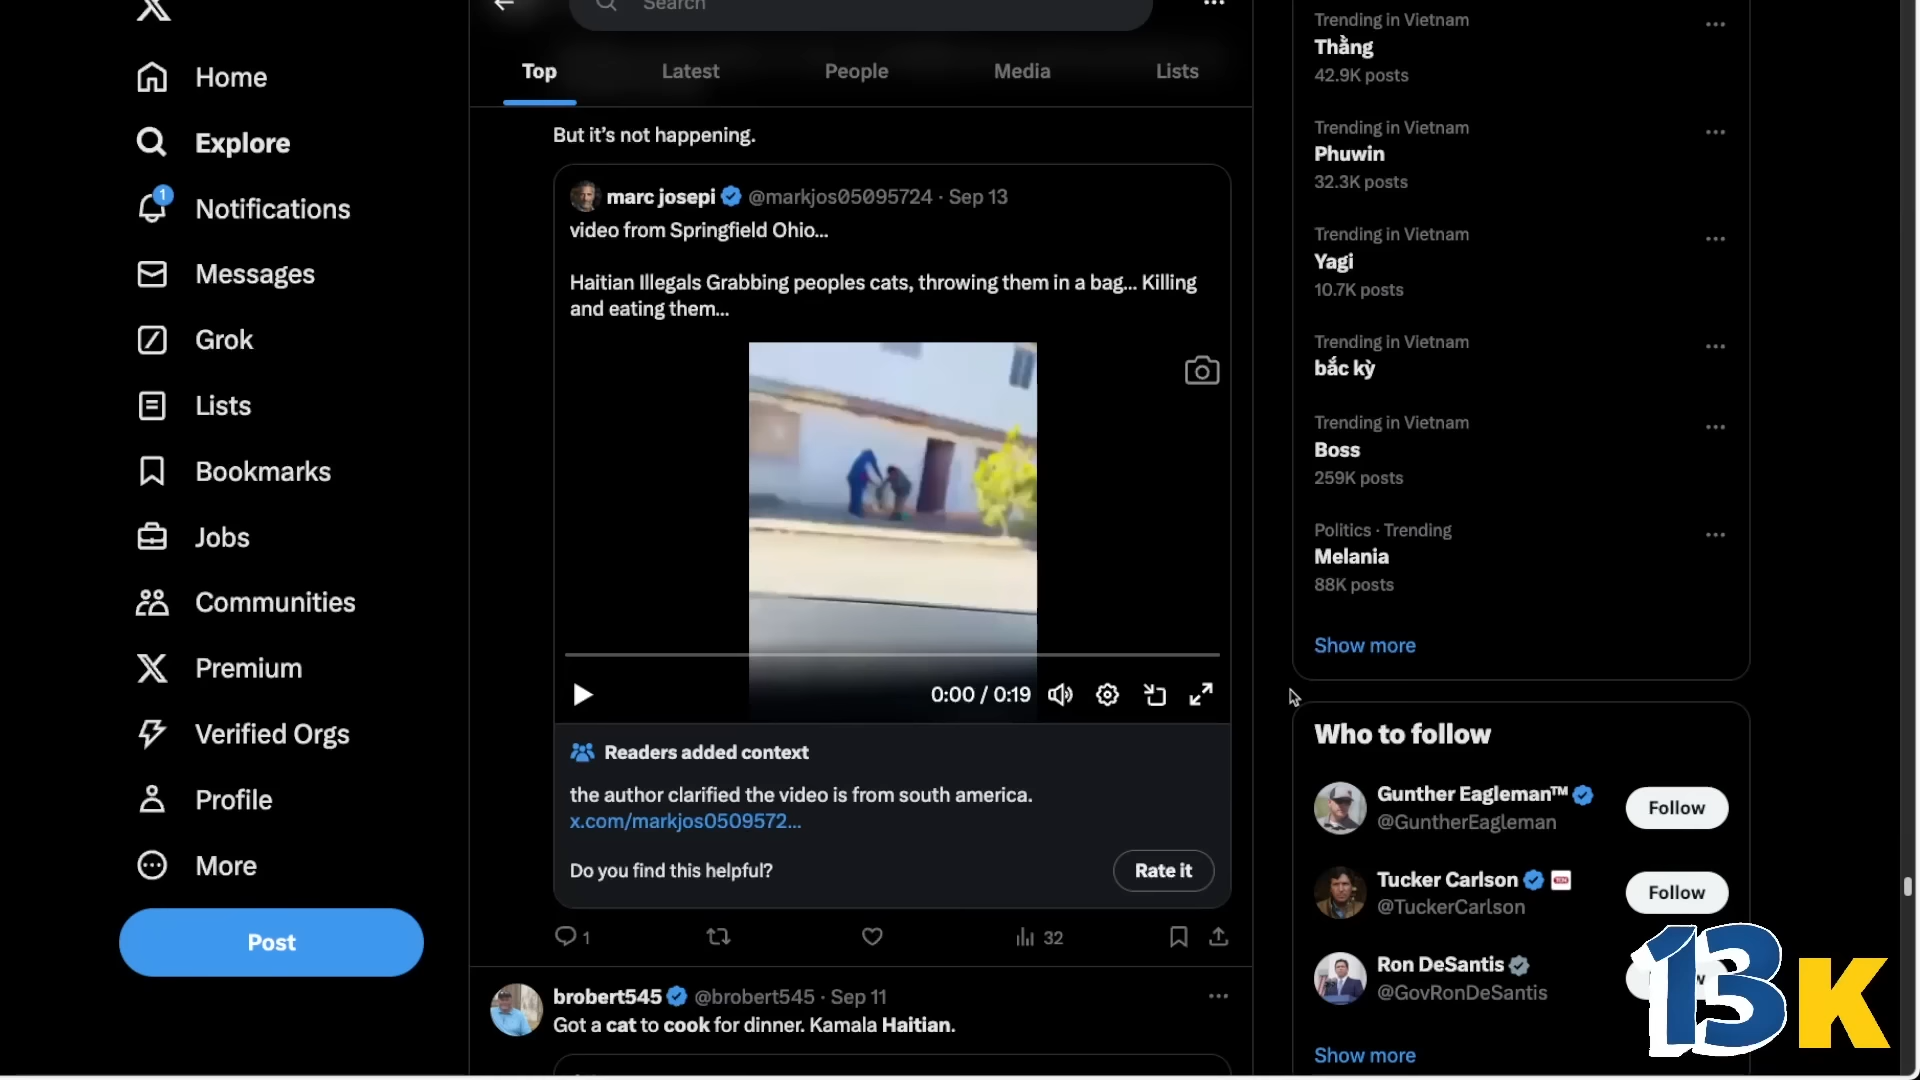 Search
Home
Explore
1
Notifications
Messages
Grok
Lists
Bookmarks
Jobs
Communities
Premium
Verified Orgs
Profile
More
Post
Top
Latest
People
Media
Lists
But it's not happening.
marc josepi @markjos05095724 · Sep 13
video from Springfield Ohio...
Haitian Illegals Grabbing peoples cats, throwing them in a bag... Killing
and eating them...
0:00 / 0:19
Readers added context
the author clarified the video is from south america.
x.com/markjos0509572...
Do you find this helpful?
Rate it
1
32
brobert545 @brobert545 · Sep 11
Got a cat to cook for dinner. Kamala Haitian.
Trending in Vietnam
Thằng
42.9K posts
Trending in Vietnam
Phuwin
32.3K posts
Trending in Vietnam
Yagi
10.7K posts
Trending in Vietnam
bắc kỳ
Trending in Vietnam
Boss
259K posts
Politics · Trending
Melania
88K posts
Show more
Who to follow
Gunther Eagleman™
@GuntherEagleman
Follow
Tucker Carlson
@TuckerCarlson
Follow
Ron DeSantis
@GovRonDeSantis
Show more
13K